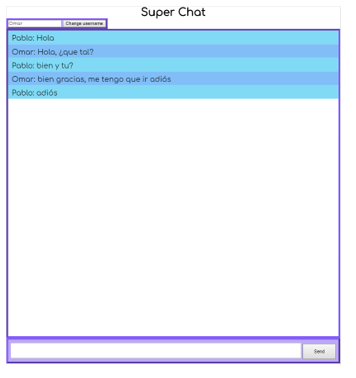 Super Chat
Omar Change username
Pablo: Hola
Omar: Hola, ¿que tal?
Pablo: bien y tu?
Omar: bien gracias, me tengo que ir adiós
Pablo: adiós
Send